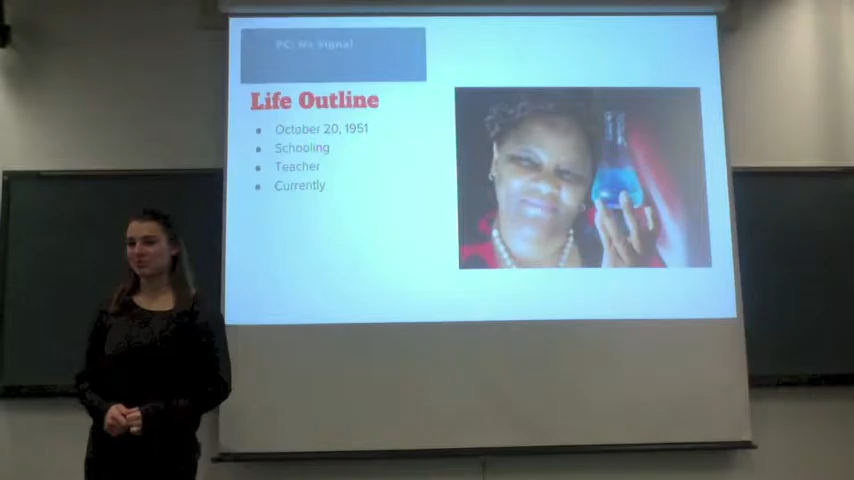 PC: No Signal
Life Outline
October 20, 1951
Schooling
Teacher
Currently